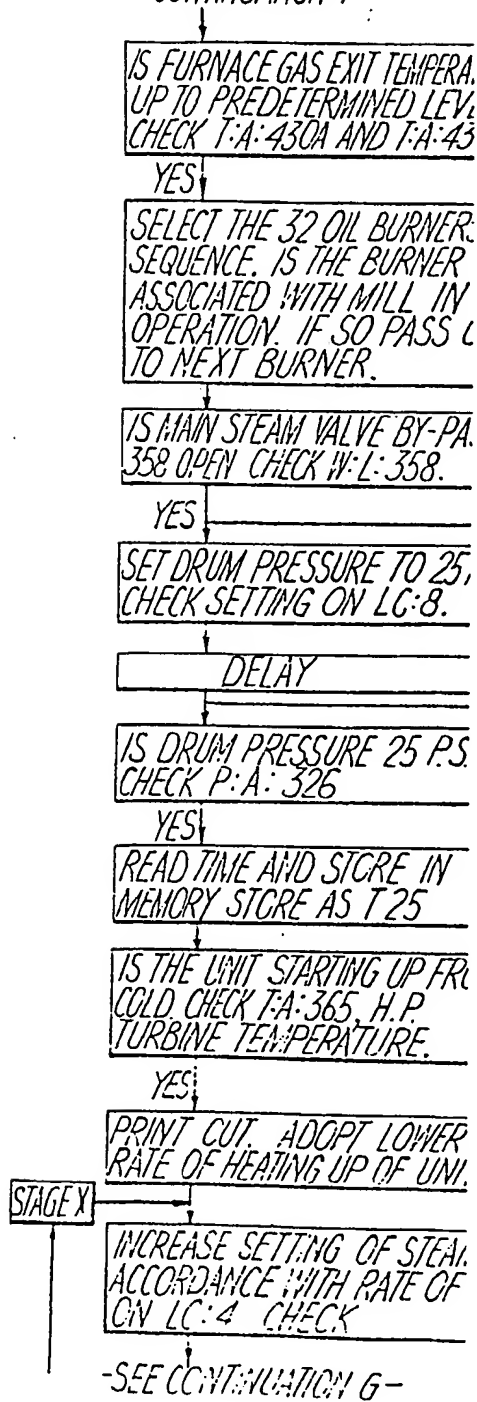 IS FURNACE GAS EXIT TEMPERA
UP TO PREDETERMINED LEVE
CHECK T:A:430A AND T:A:43
YES
SELECT THE 32 OIL BURNERS
SEQUENCE. IS THE BURNER
ASSOCIATED WITH MILL IN
OPERATION. IF SO PASS
TO NEXT BURNER.
IS MAIN STEAM VALVE BY-PA
358 OPEN CHECK W:L:358.
YES
SET DRUM PRESSURE TO 25
CHECK SETTING ON LC:8.
DELAY
IS DRUM PRESSURE 25 P.S.
CHECK P:A: 326
YES
READ TIME AND STORE IN
MEMORY STORE AS T 25
IS THE UNIT STARTING UP FRO
COLD. CHECK T:A:365, H.P.
TURBINE TEMPERATURE.
YES
PRINT OUT. ADOPT LOWER
RATE OF HEATING UP OF UNI
STAGE X
INCREASE SETTING OF STEAM
ACCORDANCE WITH RATE OF
ON LC:4 CHECK
-SEE CONTINUATION G-